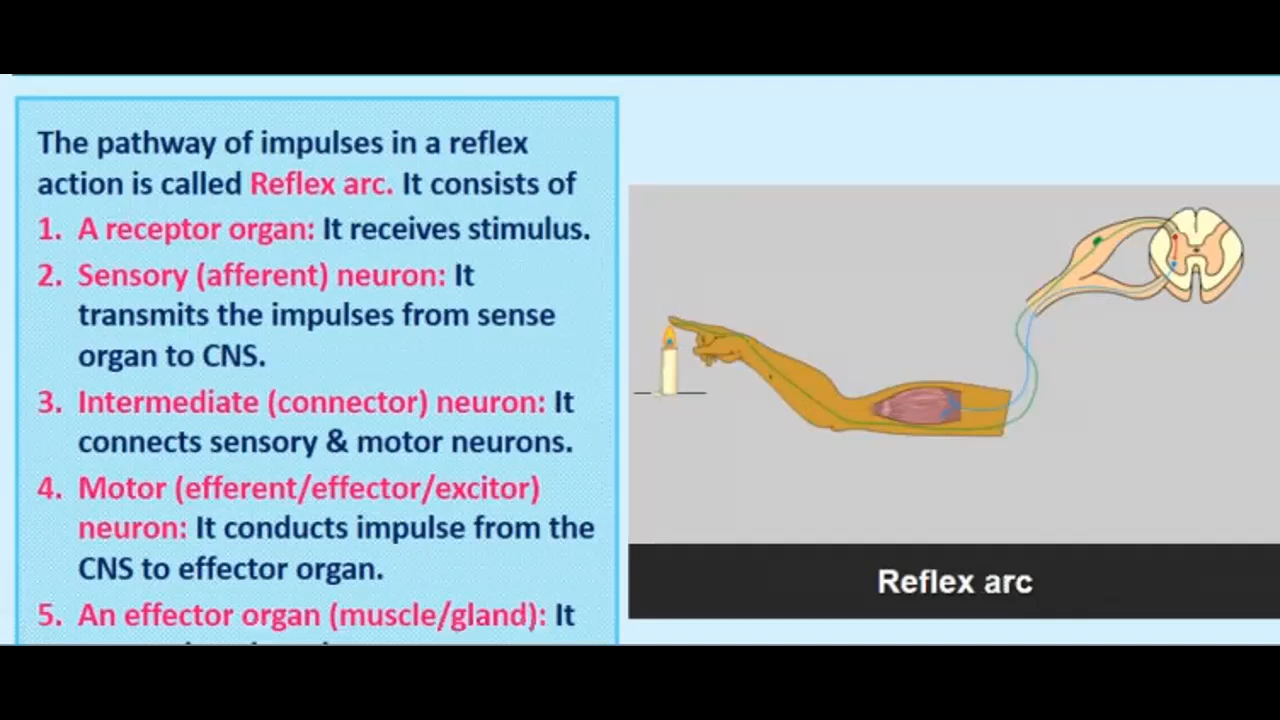 The pathway of impulses in a reflex
action is called Reflex arc. It consists of
1. A receptor organ: It receives stimulus.
2. Sensory (afferent) neuron: It
transmits the impulses from sense
organ to CNS.
3. Intermediate (connector) neuron: It
connects sensory & motor neurons.
4. Motor (efferent/effector/excitor)
neuron: It conducts impulse from the
CNS to effector organ.
5. An effector organ (muscle/gland): It
Reflex arc